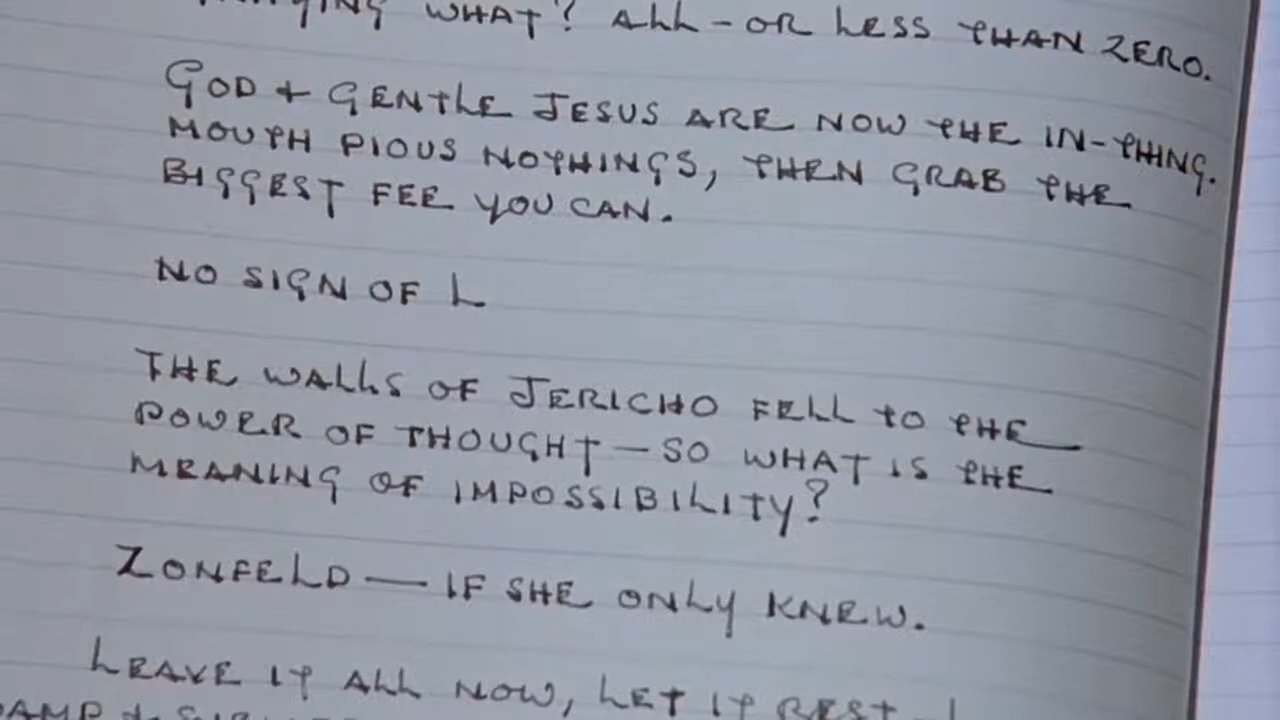 WHAT? ALL - OR LESS THAN ZERO.
GOD + GENTLE JESUS ARE NOW THE IN-THING.
MOUTH PIOUS NOTHINGS, THEN GRAB THE
BIGGEST FEE YOU CAN.
NO SIGN OF L
THE WALLS OF JERICHO FELL TO THE
POWER OF THOUGHT — SO WHAT IS THE
MEANING OF IMPOSSIBILITY?
ZONFELD — IF SHE ONLY KNEW.
LEAVE IT ALL NOW, LET IT REST